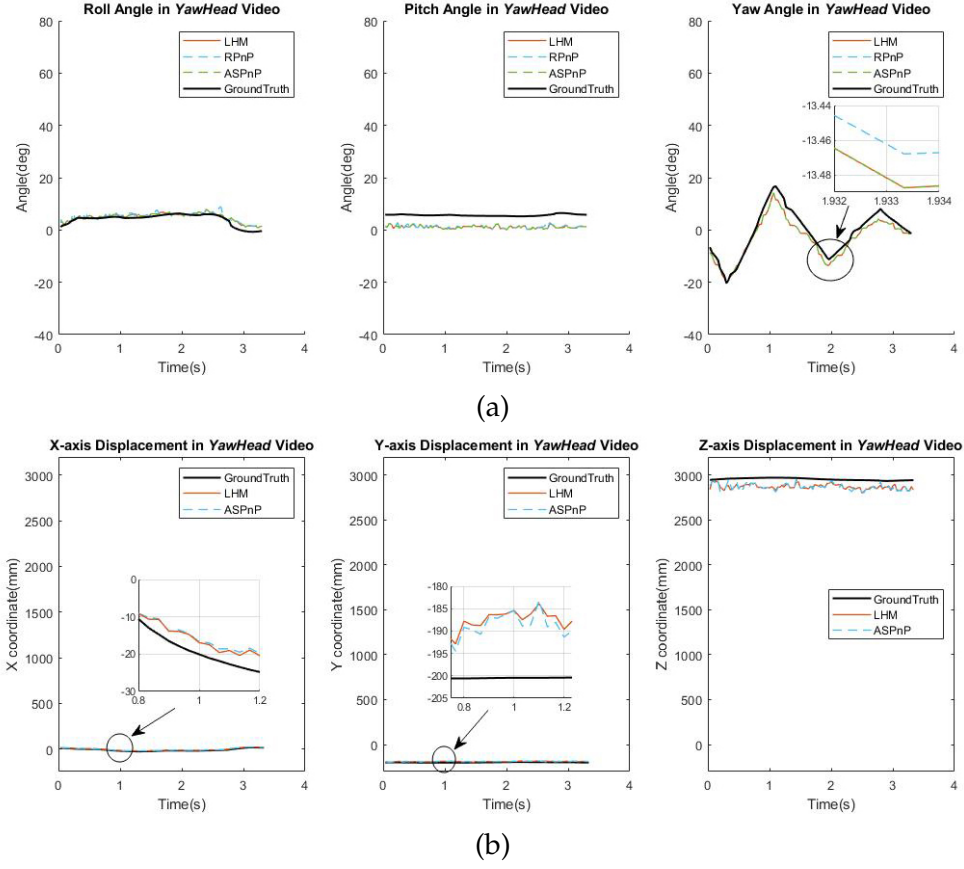 Roll Angle in YawHead Video
80
60
40
20
0
-20
-40
Angle(deg)
LHM
RPnP
ASPnP
GroundTruth
0 1 2 3 4
Time(s)
Pitch Angle in YawHead Video
80
60
40
20
0
-20
-40
Angle(deg)
LHM
RPnP
ASPnP
GroundTruth
0 1 2 3 4
Time(s)
Yaw Angle in YawHead Video
80
60
40
20
0
-20
-40
Angle(deg)
LHM
RPnP
ASPnP
GroundTruth
-13.44
-13.46
-13.48
1.932 1.933 1.934
0 1 2 3 4
Time(s)
(a)
X-axis Displacement in YawHead Video
3000
2500
2000
1500
1000
500
0
X coordinate(mm)
GroundTruth
LHM
ASPnP
0
-10
-20
-30
0.8 1 1.2
0 1 2 3 4
Time(s)
Y-axis Displacement in YawHead Video
3000
2500
2000
1500
1000
500
0
Y coordinate(mm)
GroundTruth
LHM
ASPnP
-180
-185
-190
-195
-200
-205
0.8 1 1.2
0 1 2 3 4
Time(s)
Z-axis Displacement in YawHead Video
3000
2500
2000
1500
1000
500
0
Z coordinate(mm)
GroundTruth
LHM
ASPnP
0 1 2 3 4
Time(s)
(b)